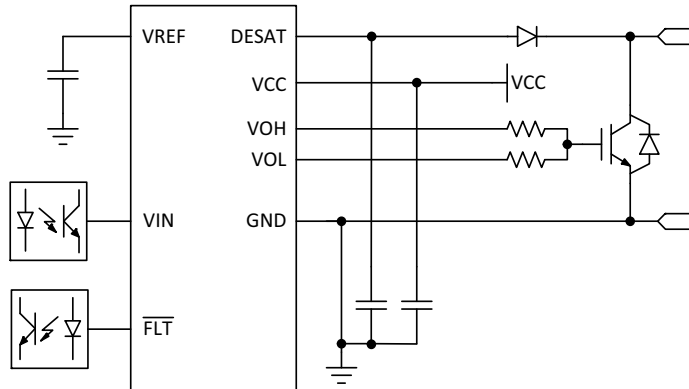 VREF
DESAT
VCC
VCC
VOH
VOL
VIN
GND
FLT